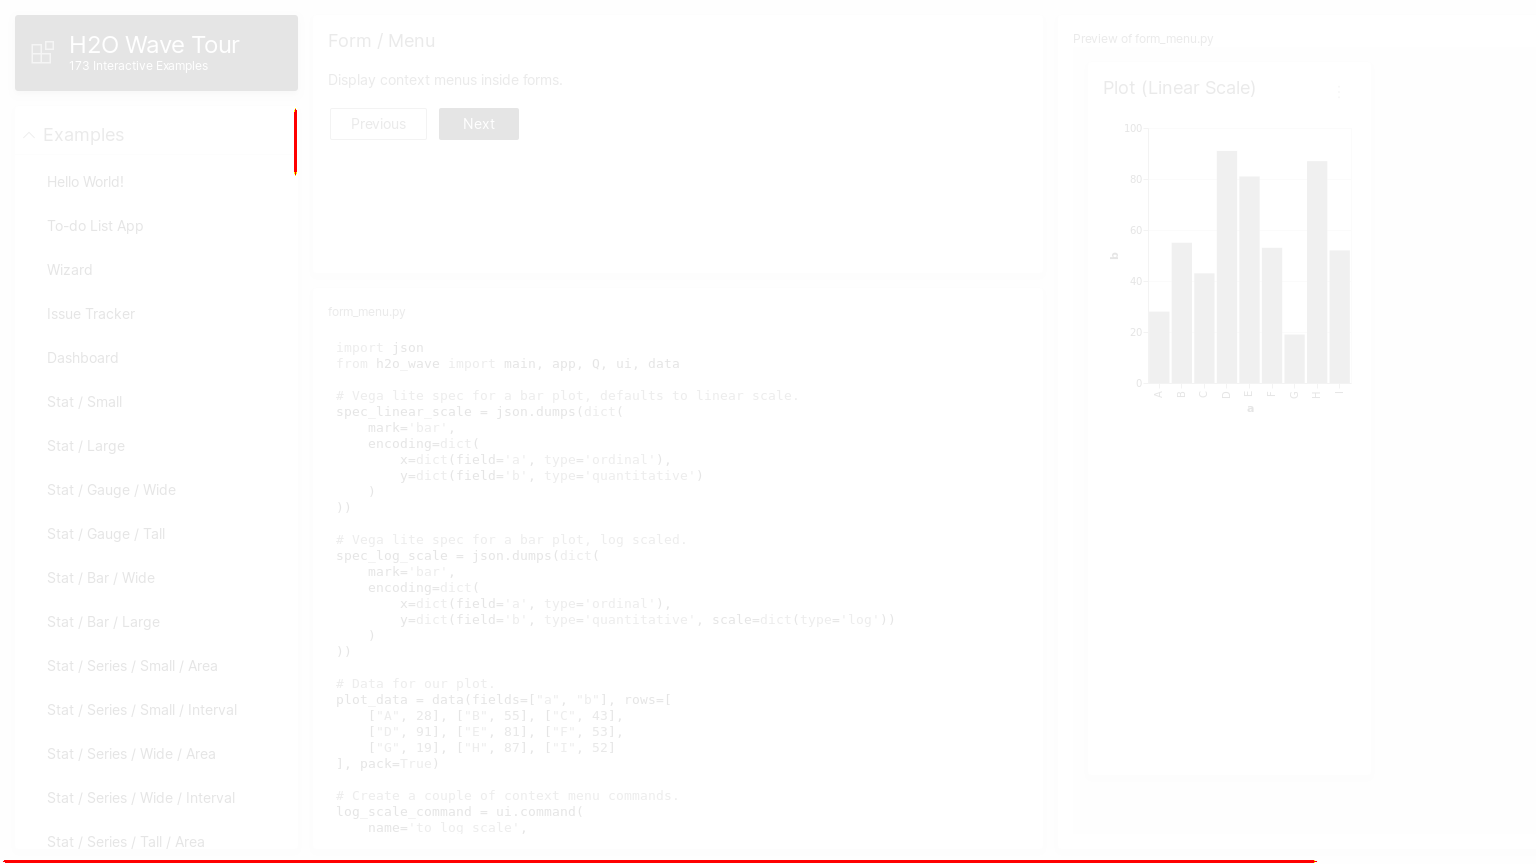 H2O Wave Tour
173 Interactive Examples
Examples
Hello World!
To-do List App
Wizard
Issue Tracker
Dashboard
Stat / Small
Stat / Large
Stat / Gauge / Wide
Stat / Gauge / Tall
Stat / Bar / Wide
Stat / Bar / Large
Stat / Series / Small / Area
Stat / Series / Small / Interval
Stat / Series / Wide / Area
Stat / Series / Wide / Interval
Stat / Series / Tall / Area
Form / Menu
Display context menus inside forms.
Previous
Next
form_menu.py
import json
from h2o_wave import main, app, Q, ui, data
# Vega lite spec for a bar plot, defaults to linear scale.
spec_linear_scale = json.dumps(dict(
    mark='bar',
    encoding=dict(
        x=dict(field='a', type='ordinal'),
        y=dict(field='b', type='quantitative')
    )
))
# Vega lite spec for a bar plot, log scaled.
spec_log_scale = json.dumps(dict(
    mark='bar',
    encoding=dict(
        x=dict(field='a', type='ordinal'),
        y=dict(field='b', type='quantitative', scale=dict(type='log'))
    )
))
# Data for our plot.
plot_data = data(fields=["a", "b"], rows=[
    ["A", 28], ["B", 55], ["C", 43],
    ["D", 91], ["E", 81], ["F", 53],
    ["G", 19], ["H", 87], ["I", 52]
], pack=True)
# Create a couple of context menu commands.
log_scale_command = ui.command(
    name='to_log_scale',
Preview of form_menu.py
Plot (Linear Scale)
100
80
60
40
20
0
b
A B C D E F G H I
a